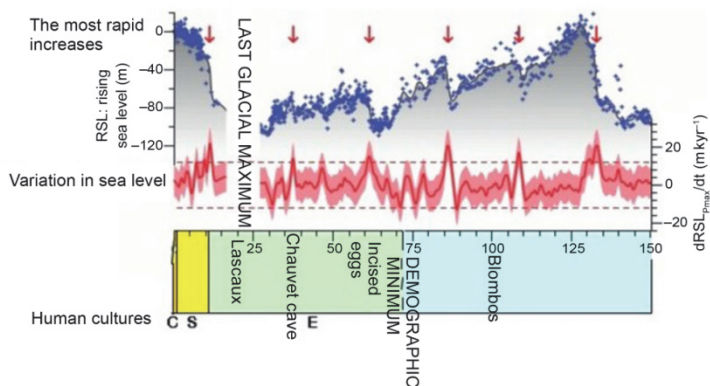 The most rapid
increases
RSL: rising
sea level (m)
0
−40
−80
−120
LAST GLACIAL MAXIMUM
20
0
−20
dRSLPmax/dt (mkyr−1)
Variation in sea level
25
50
75
100
125
150
Lascaux
Chauvet cave
Incised
eggs
MINIMUM
DEMOGRAPHIC
Blombos
Human cultures
C S E